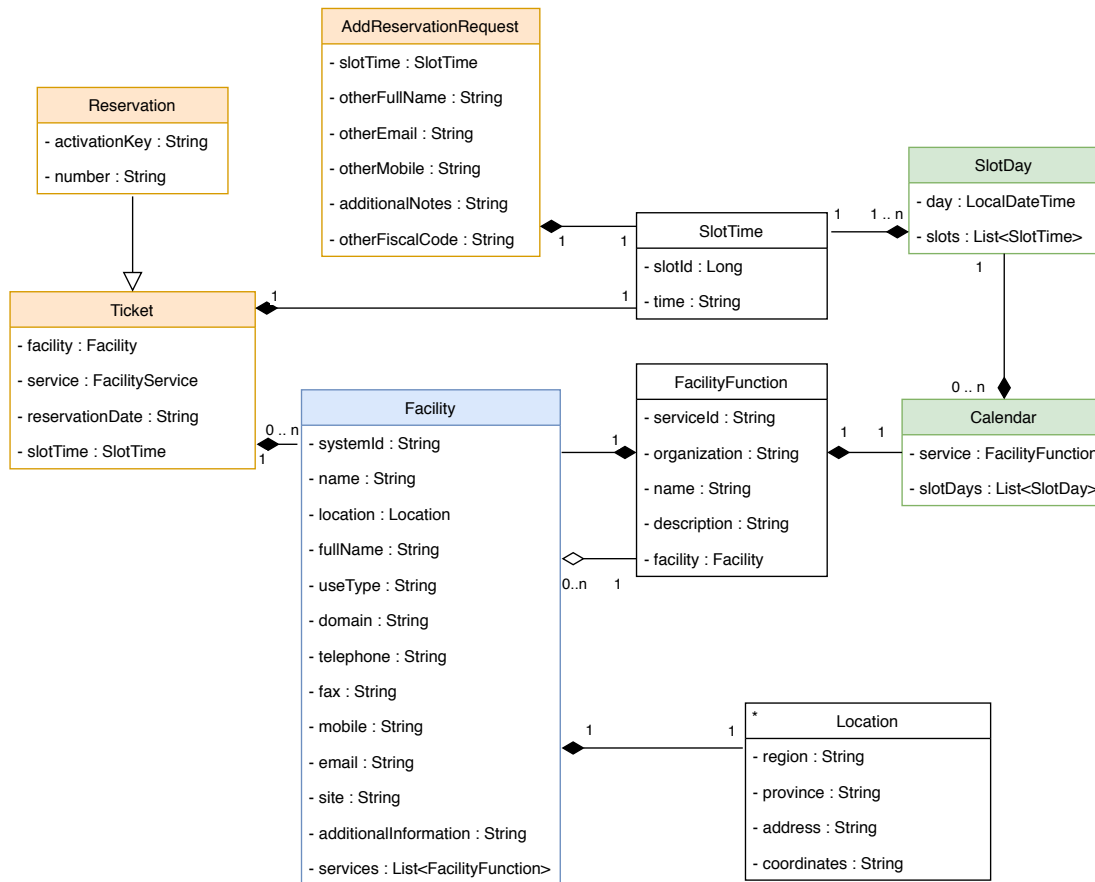 AddReservationRequest
- slotTime : SlotTime
- otherFullName : String
- otherEmail : String
- otherMobile : String
- additionalNotes : String
- otherFiscalCode : String
Reservation
- activationKey : String
- number : String
SlotDay
- day : LocalDateTime
- slots : List<SlotTime>
1
1
1
1 .. n
SlotTime
- slotId : Long
- time : String
1
Ticket
- facility : Facility
- service : FacilityService
- reservationDate : String
- slotTime : SlotTime
1
1
0 .. n
1
FacilityFunction
- serviceId : String
- organization : String
- name : String
- description : String
- facility : Facility
0 .. n
Calendar
- service : FacilityFunction
- slotDays : List<SlotDay>
1
1
1
0..n
1
Facility
- systemId : String
- name : String
- location : Location
- fullName : String
- useType : String
- domain : String
- telephone : String
- fax : String
- mobile : String
- email : String
- site : String
- additionalInformation : String
- services : List<FacilityFunction>
1
1
*
Location
- region : String
- province : String
- address : String
- coordinates : String